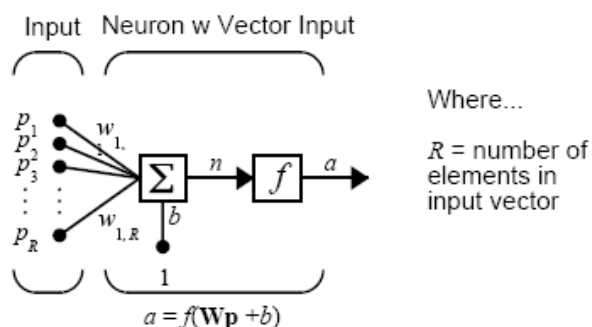 Input Neuron w Vector Input
p1
p2
p3
pR
w1,
w1,R
Σ
n
f
a
b
1
a = f(Wp +b)
Where...
R = number of
elements in
input vector